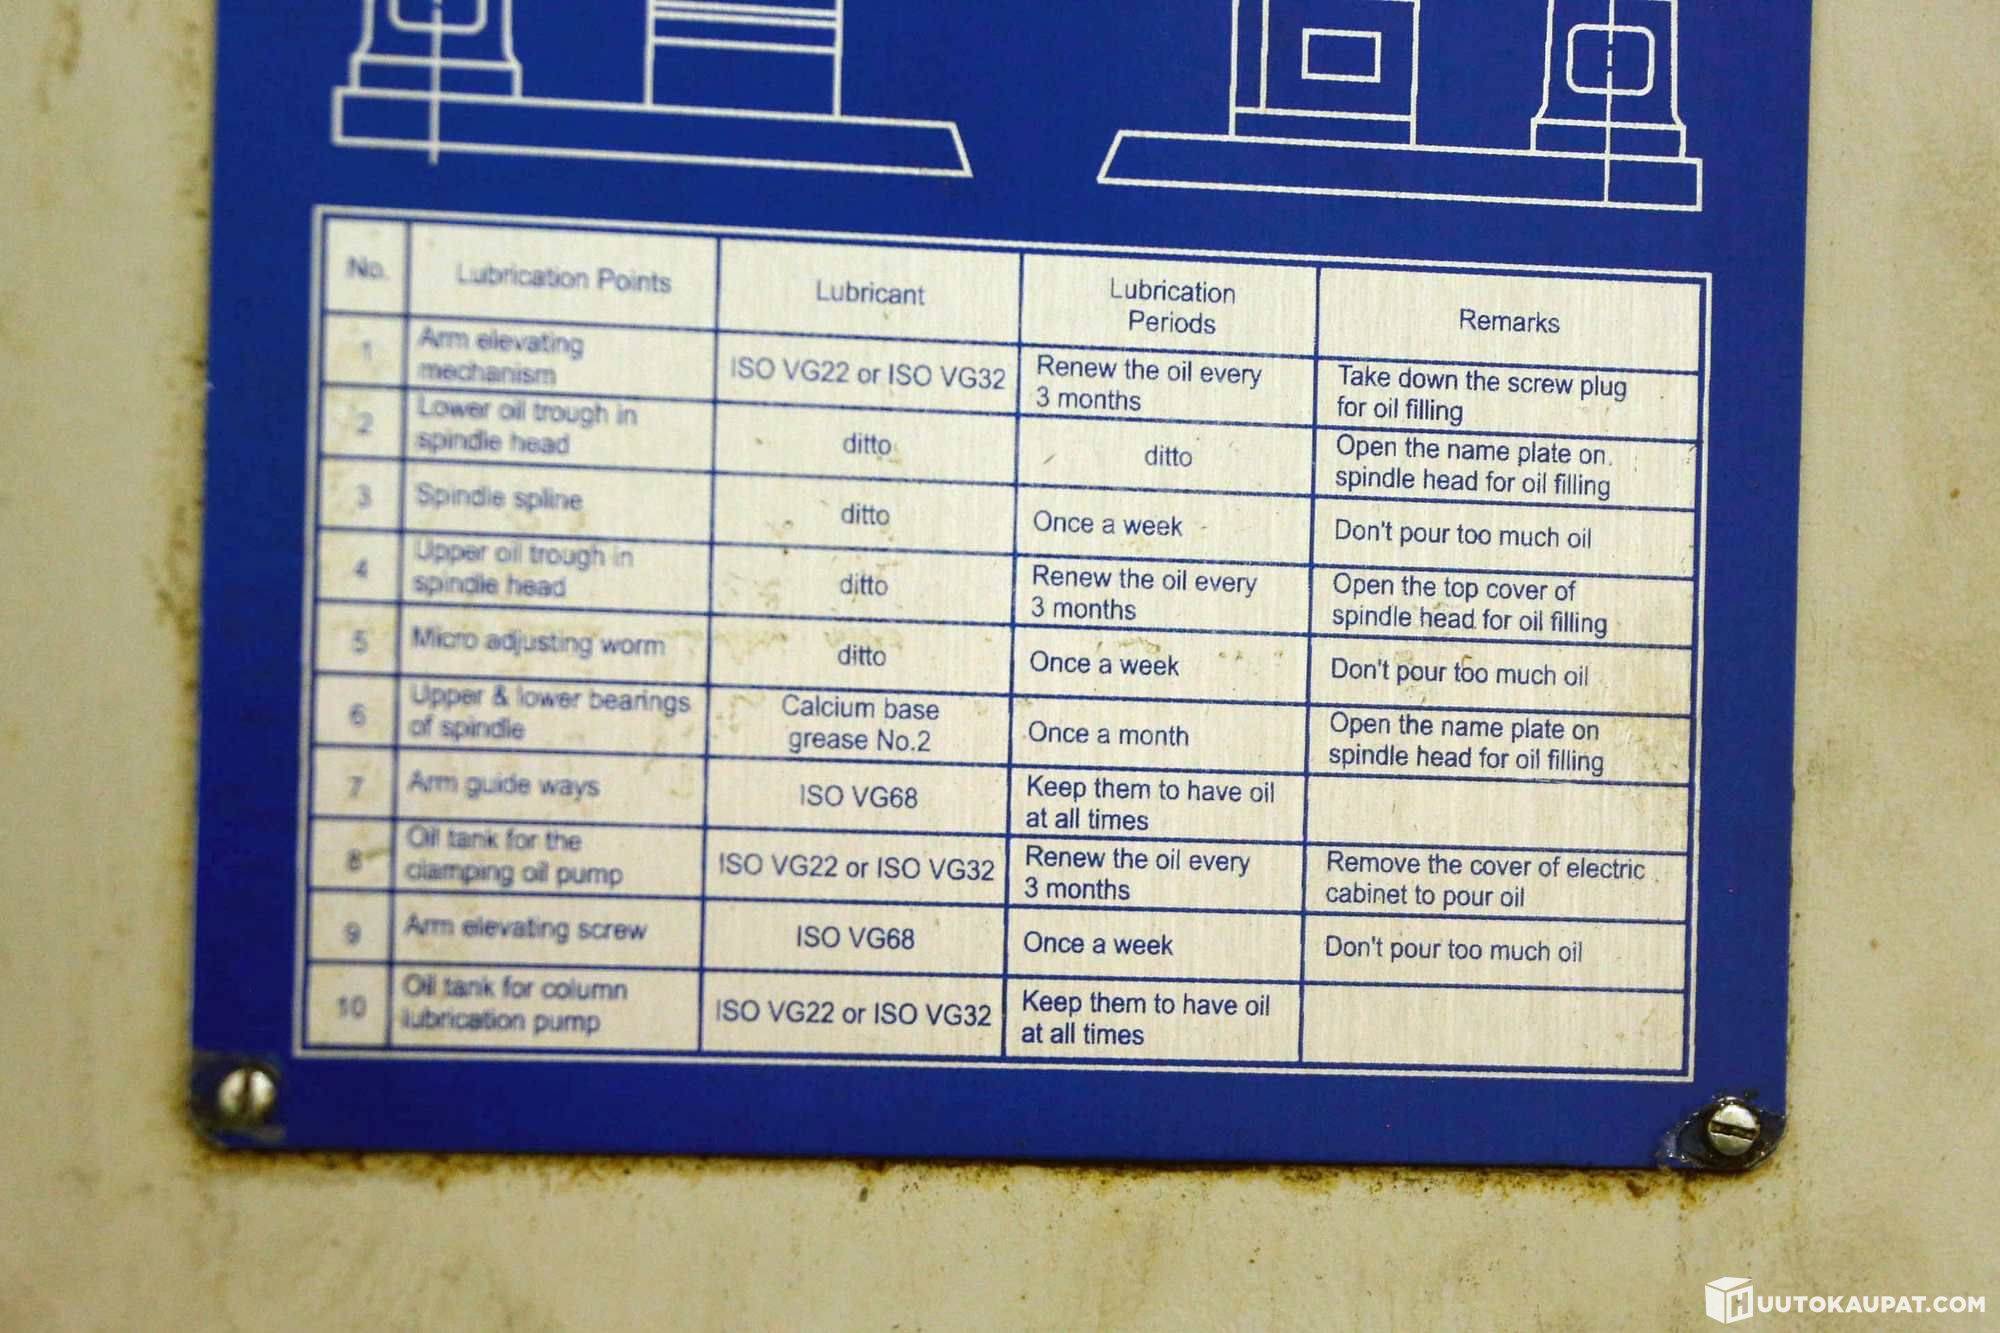 No.
Lubrication Points
Lubricant
Lubrication
Periods
Remarks
1
Arm elevating
mechanism
ISO VG22 or ISO VG32
Renew the oil every
3 months
Take down the screw plug
for oil filling
2
Lower oil trough in
spindle head
ditto
ditto
Open the name plate on
spindle head for oil filling
3
Spindle spline
ditto
Once a week
Don't pour too much oil
4
Upper oil trough in
spindle head
ditto
Renew the oil every
3 months
Open the top cover of
spindle head for oil filling
5
Micro adjusting worm
ditto
Once a week
Don't pour too much oil
6
Upper & lower bearings
of spindle
Calcium base
grease No.2
Once a month
Open the name plate on
spindle head for oil filling
7
Arm guide ways
ISO VG68
Keep them to have oil
at all times
8
Oil tank for the
clamping oil pump
ISO VG22 or ISO VG32
Renew the oil every
3 months
Remove the cover of electric
cabinet to pour oil
9
Arm elevating screw
ISO VG68
Once a week
Don't pour too much oil
10
Oil tank for column
lubrication pump
ISO VG22 or ISO VG32
Keep them to have oil
at all times
HUUTOKAUPAT.COM